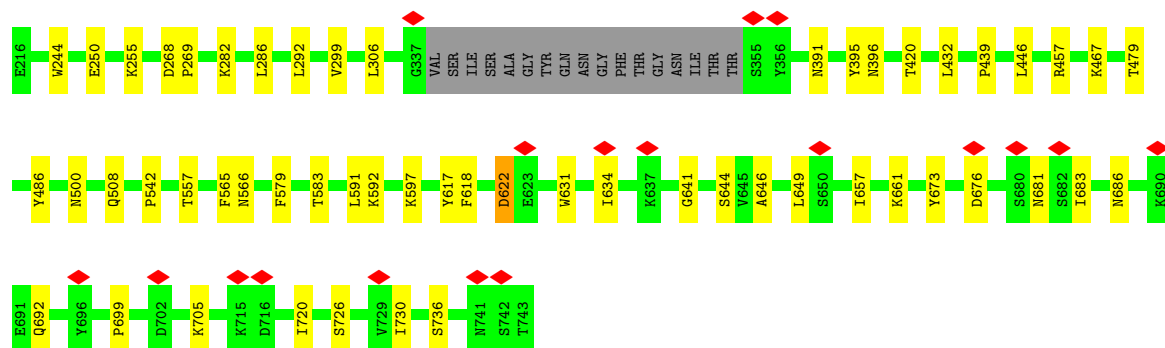 E216 W244 E250 K255 D268 P269 K282 L286 L292 V299 L306 G337 VAL SER ILE SER ALA GLY TYR GLN ASN GLY PHE THR GLY ASN ILE THR THR S355 Y356 N391 Y395 N396 T420 L432 P439 L446 R457 K467 T479
Y486 N500 Q508 P542 T557 F565 N566 F579 T583 L591 K592 K597 Y617 F618 D622 E623 W631 I634 K637 G641 S644 V645 A646 L649 S650 I657 K661 Y673 D676 S680 N681 S682 I683 N686 K690
E691 Q692 Y696 P699 D702 K705 K715 D716 I720 S726 V729 I730 S736 N741 S742 T743